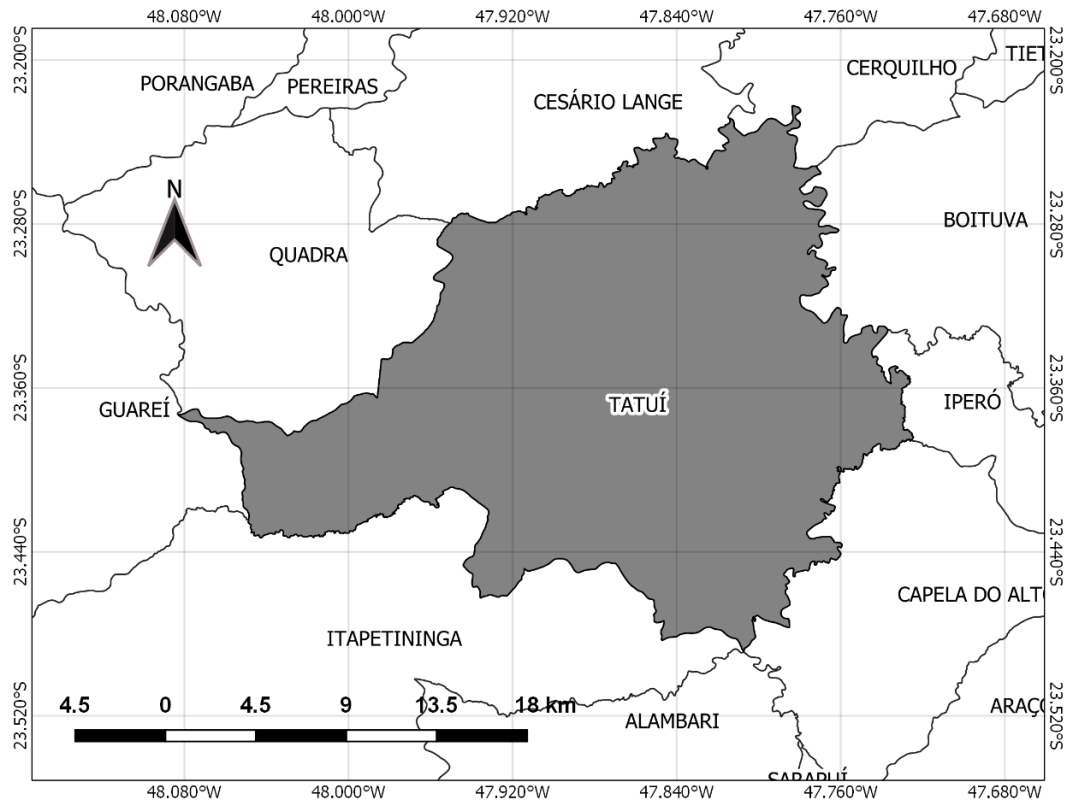 48.080°W 48.000°W 47.920°W 47.840°W 47.760°W 47.680°W
23.200°S
23.200°S
TIET
CERQUILHO
PORANGABA
PEREIRAS
CESÁRIO LANGE
N
BOITUVA
23.280°S
23.280°S
QUADRA
23.360°S
23.360°S
GUAREÍ
TATUÍ
IPERÓ
23.440°S
23.440°S
CAPELA DO ALTO
ITAPETININGA
4.5 0 4.5 9 13.5 18 km
23.520°S
23.520°S
ARAÇO
ALAMBARI
SARAPUÍ
48.080°W 48.000°W 47.920°W 47.840°W 47.760°W 47.680°W